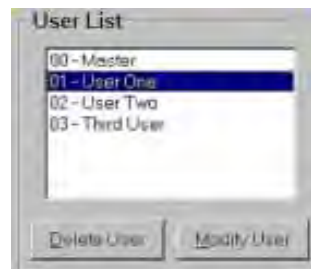 User List
00 - Master
01 - User One
02 - User Two
03 - Third User
Delete User Modify User